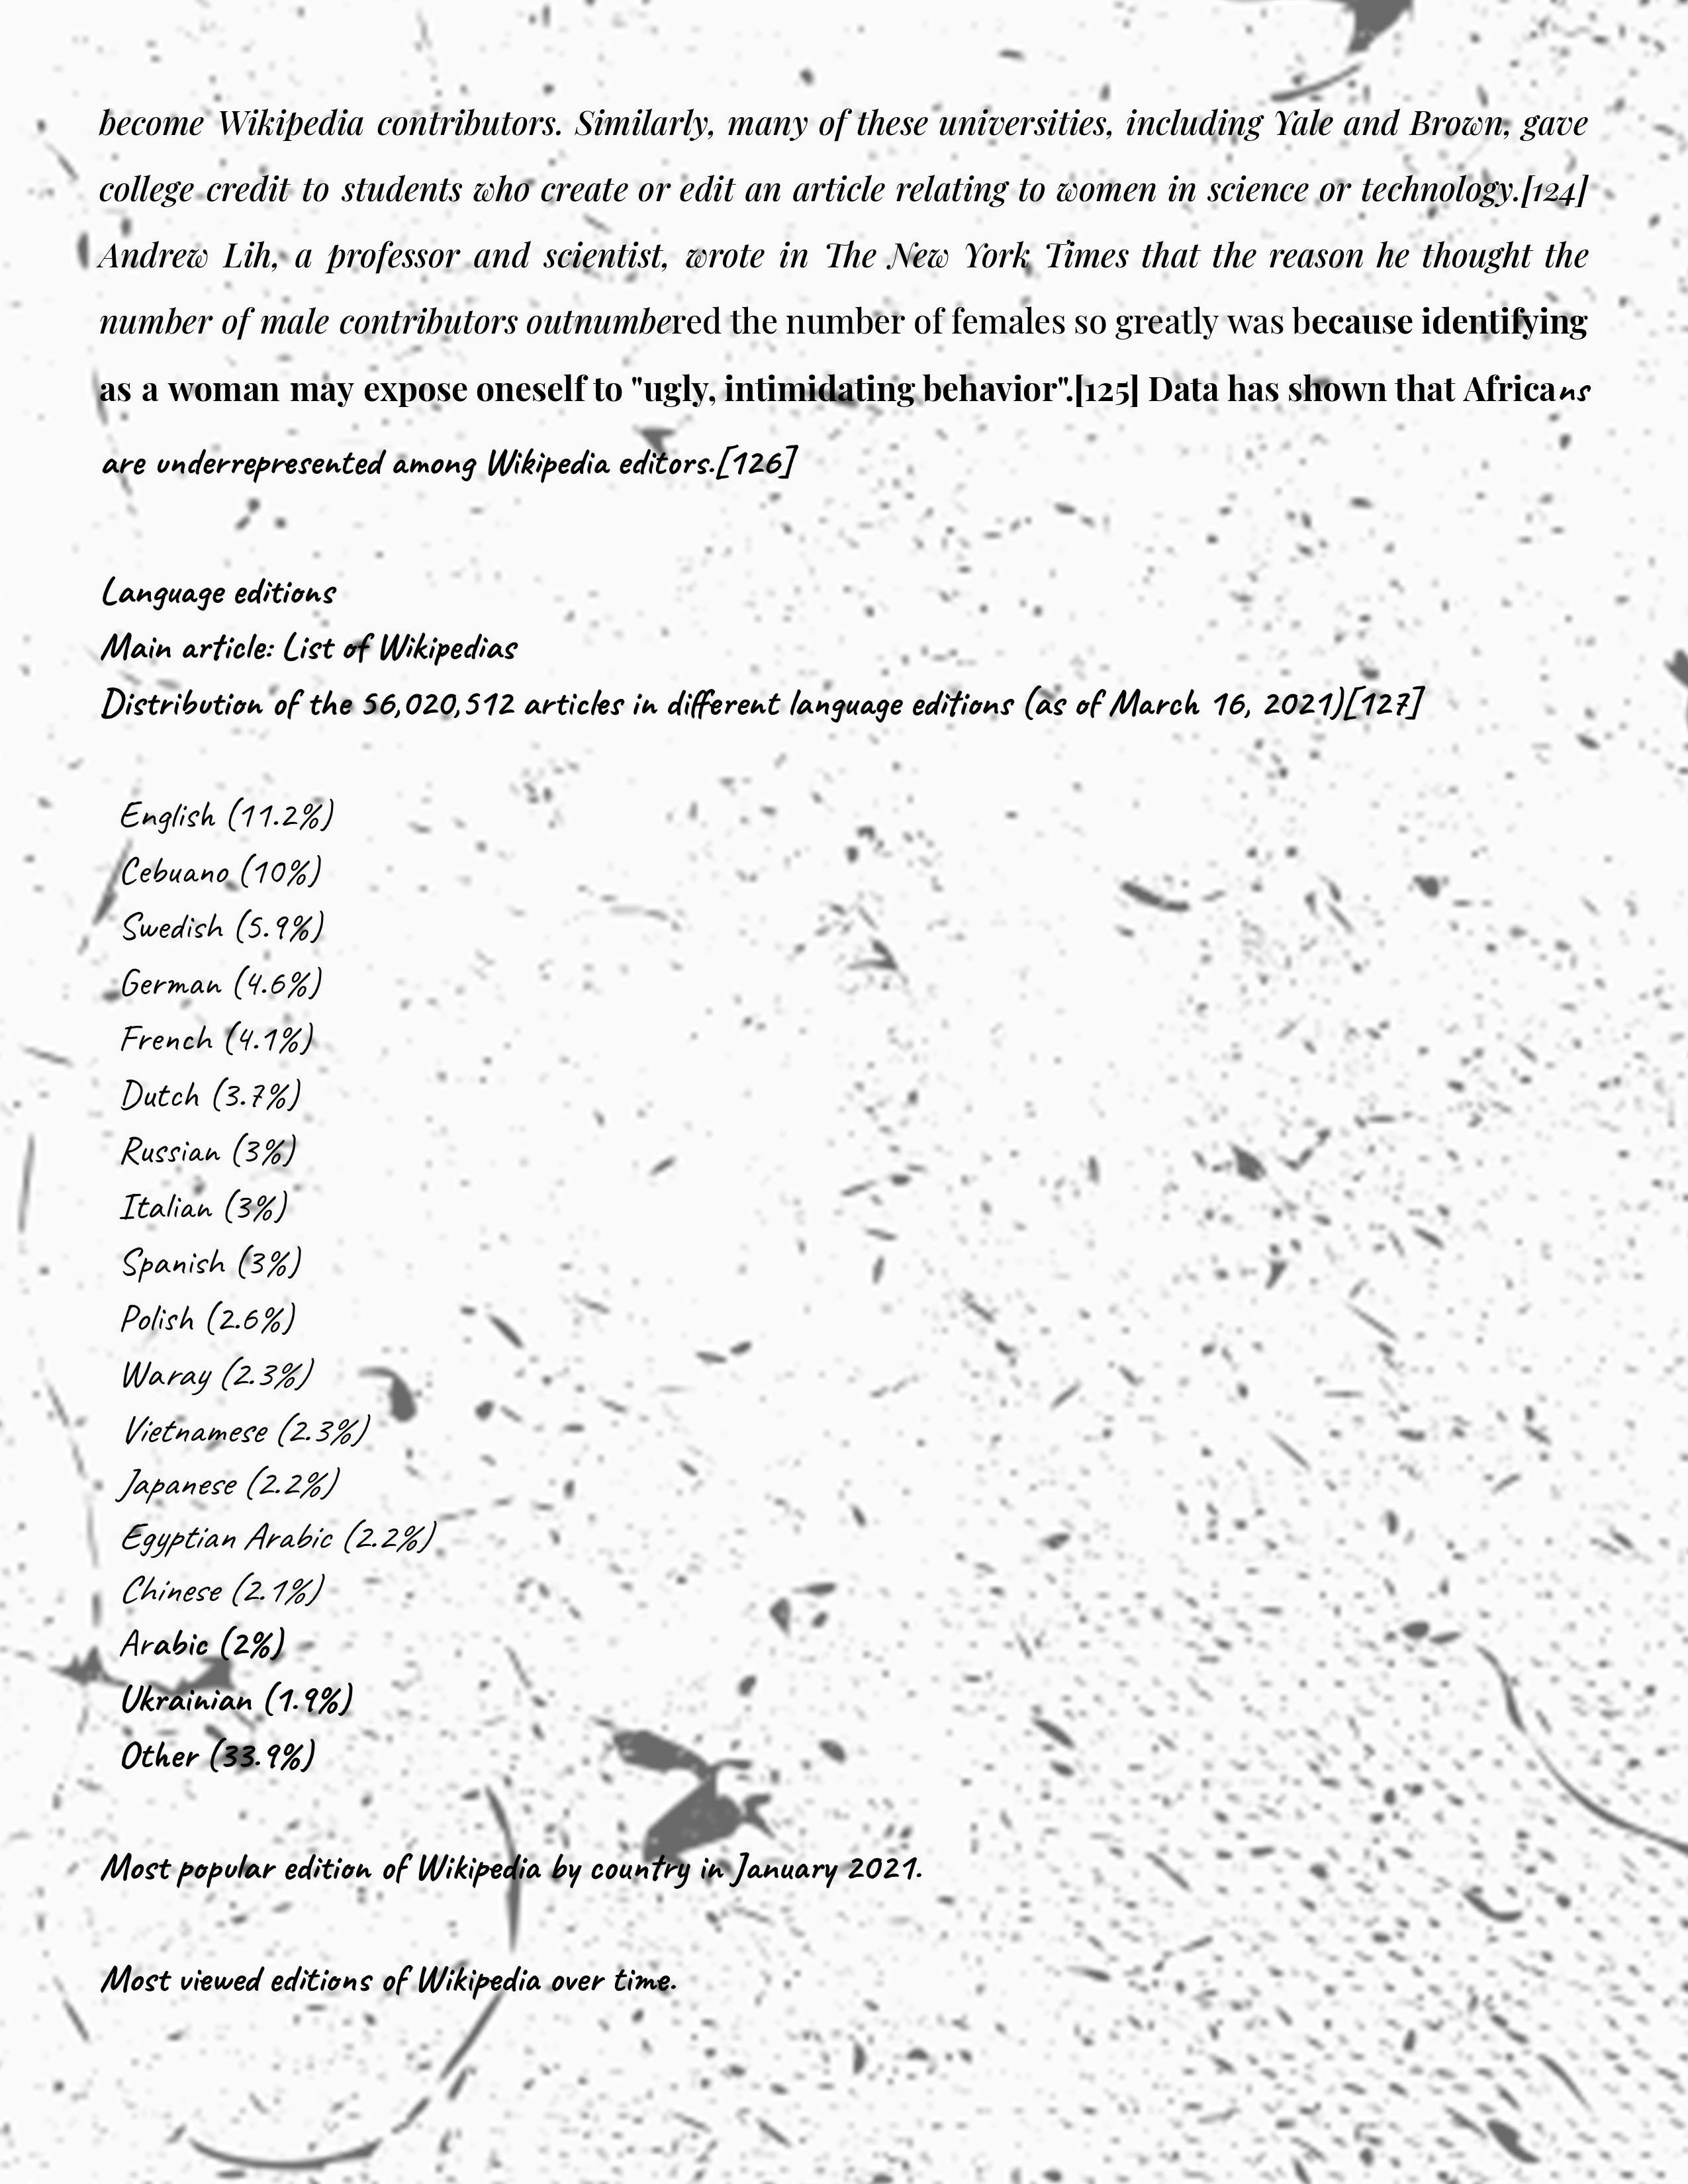 become Wikipedia contributors. Similarly, many of these universities, including Yale and Brown, gave
college credit to students who create or edit an article relating to women in science or technology.[124]
Andrew Lih, a professor and scientist, wrote in The New York Times that the reason he thought the
number of male contributors outnumbered the number of females so greatly was because identifying
as a woman may expose oneself to "ugly, intimidating behavior".[125] Data has shown that Africans
are underrepresented among Wikipedia editors.[126]
Language editions
Main article: List of Wikipedias
Distribution of the 56,020,512 articles in different language editions (as of March 16, 2021)[127]
English (11.2%)
Cebuano (10%)
Swedish (5.9%)
German (4.6%)
French (4.1%)
Dutch (3.7%)
Russian (3%)
Italian (3%)
Spanish (3%)
Polish (2.6%)
Waray (2.3%)
Vietnamese (2.3%)
Japanese (2.2%)
Egyptian Arabic (2.2%)
Chinese (2.1%)
Arabic (2%)
Ukrainian (1.9%)
Other (33.9%)
Most popular edition of Wikipedia by country in January 2021.
Most viewed editions of Wikipedia over time.